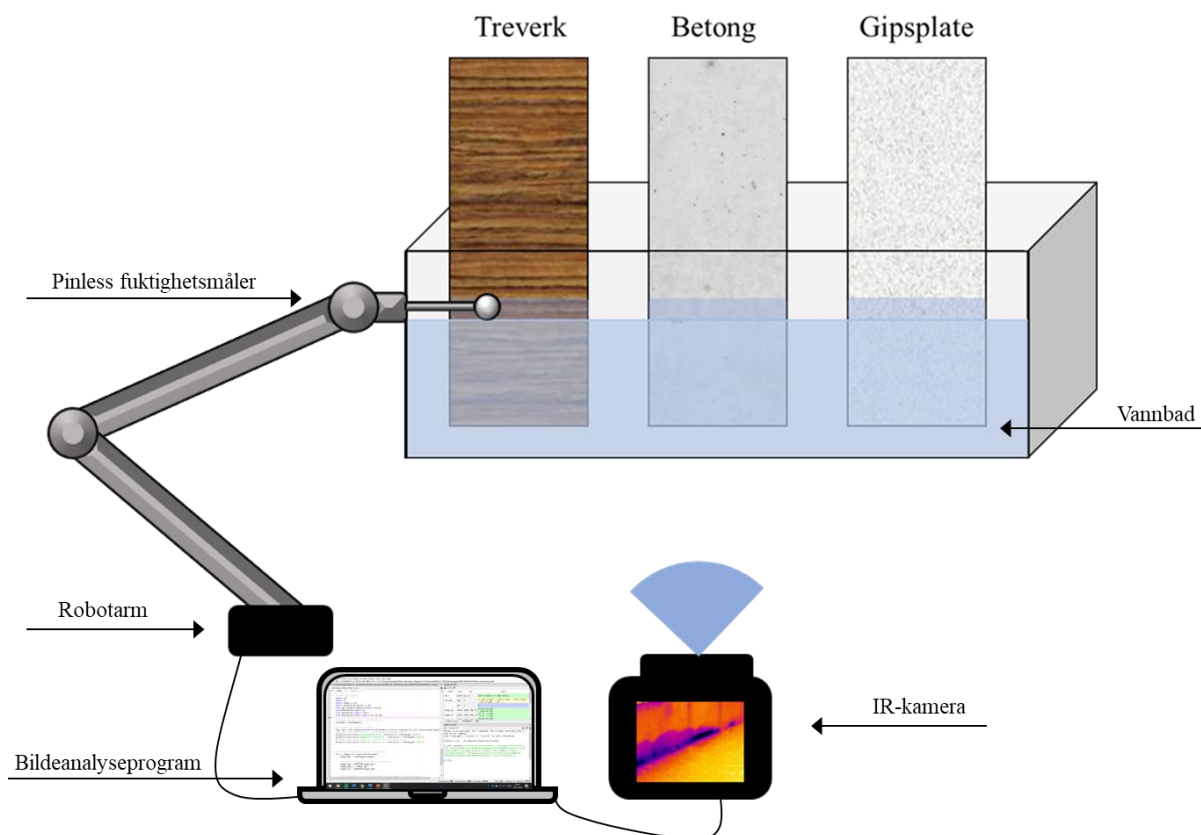 Treverk
Betong
Gipsplate
Pinless fuktighetsmåler
Vannbad
Robotarm
IR-kamera
Bildeanalyseprogram